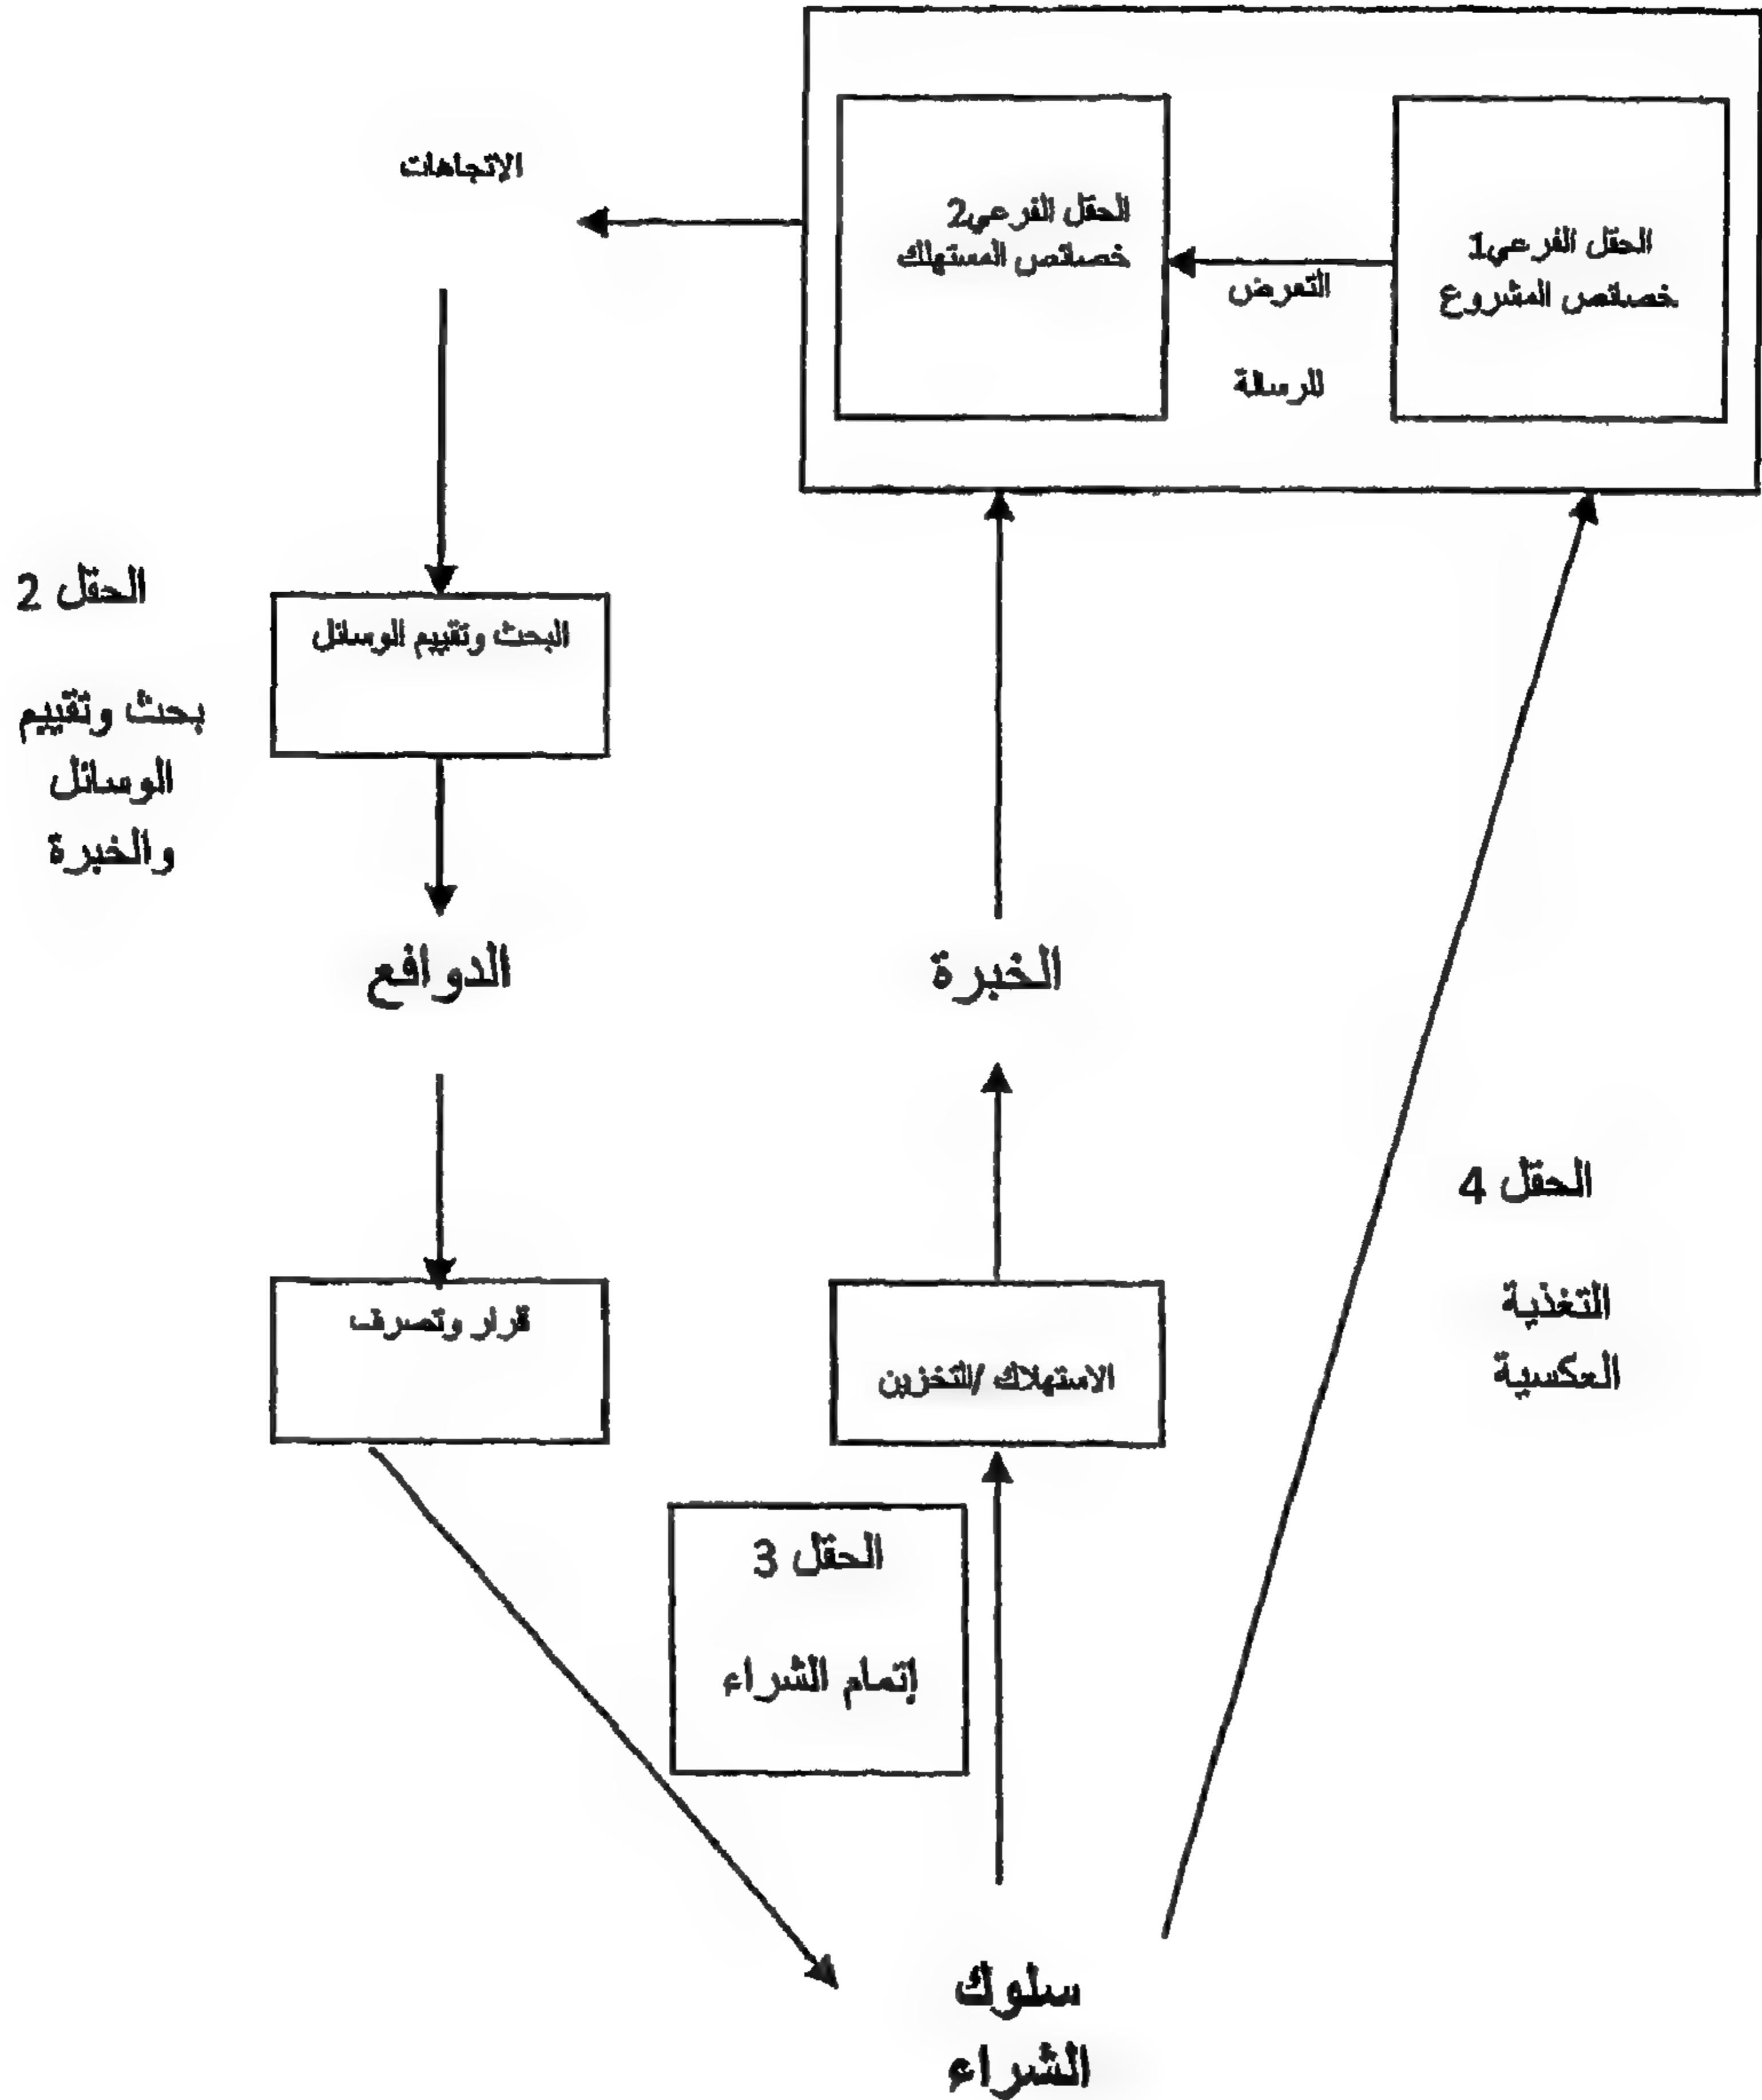 الحقل الفرعي1
خصائص المشروع
التعرض
للرسالة
الحقل الفرعي2
خصائص المستهلك
الاتجاهات
الحقل 2
بحث وتقييم
الوسائل
والخبرة
البحث وتقييم الوسائل
الدوافع
الخبرة
الحقل 4
التغذية
العكسية
قرار وتصرف
الاستهلاك /التخزين
الحقل 3
إتمام الشراء
سلوك
الشراء